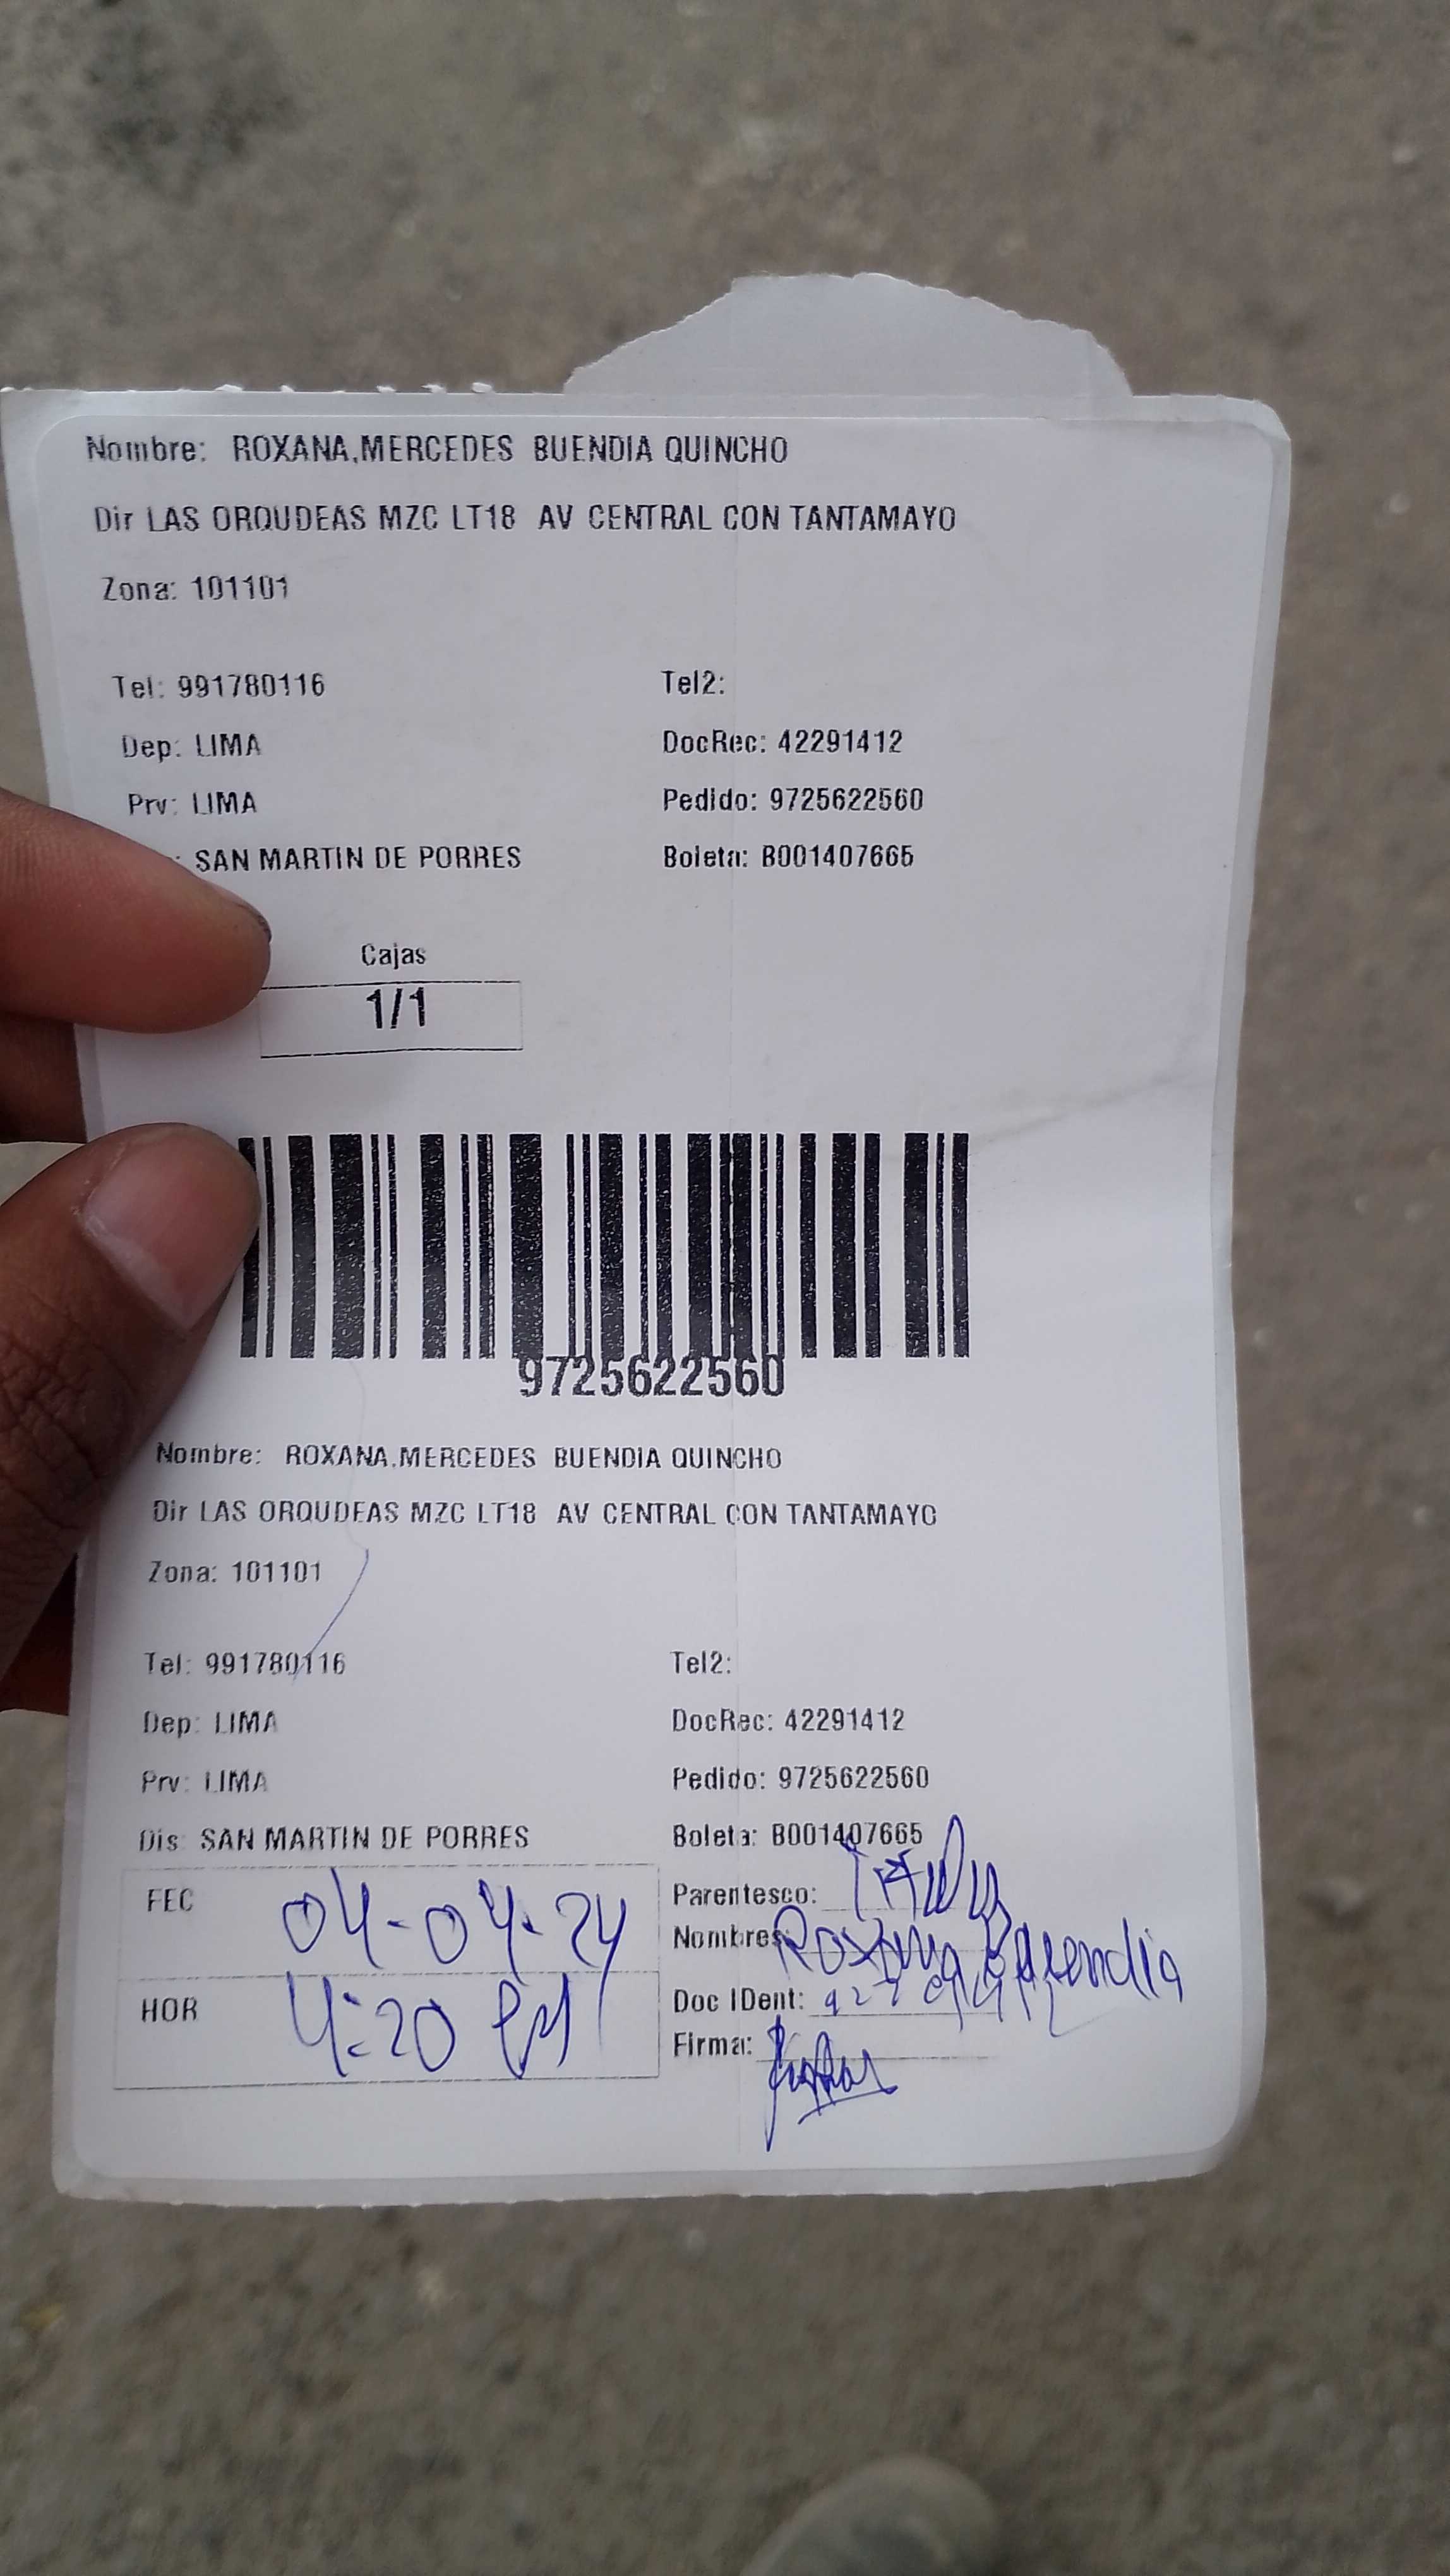 Nombre: ROXANA,MERCEDES BUENDIA QUINCHO
Dir LAS ORQUDEAS MZC LT18 AV CENTRAL CON TANTAMAYO
Zona: 101101
Tel: 991780116 Tel2:
Dep: LIMA DocRec: 42291412
Prv: LIMA Pedido: 9725622560
: SAN MARTIN DE PORRES Boleta: B001407665
Cajas
1/1
9725622560
Nombre: ROXANA,MERCEDES BUENDIA QUINCHO
Dir LAS ORQUDEAS MZC LT18 AV CENTRAL CON TANTAMAYO
Zona: 101101
Tel: 991780116 Tel2:
Dep: LIMA DocRec: 42291412
Prv: LIMA Pedido: 9725622560
Dis: SAN MARTIN DE PORRES Boleta: B001407665
FEC 04-04-24 Parentesco:
Nombres: Roxana Buendia
HOR 4:20 PM Doc IDent:
Firma: